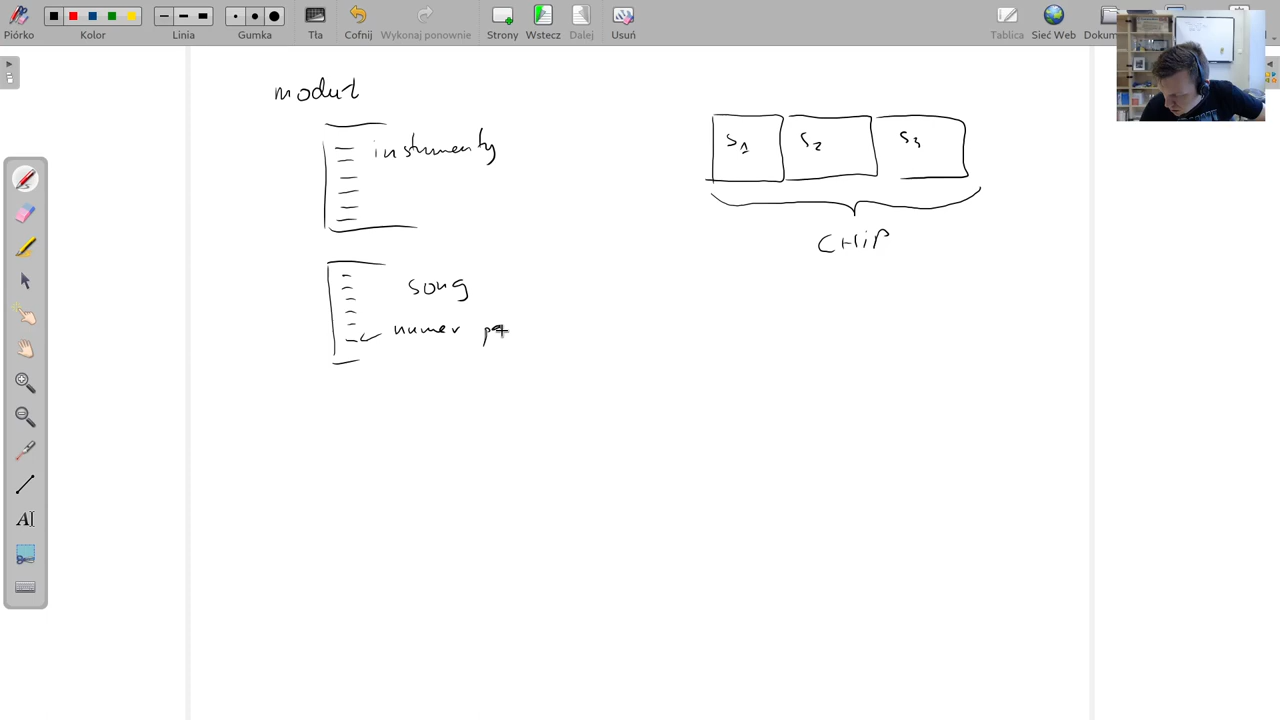 Piórko
Kolor
Linia
Gumka
Tła
Cofnij
Wykonaj ponownie
Strony
Wstecz
Dalej
Usuń
Tablica
Sieć Web
moduł
instrumenty
S1 S2 S3
CHiP
song
numer pat